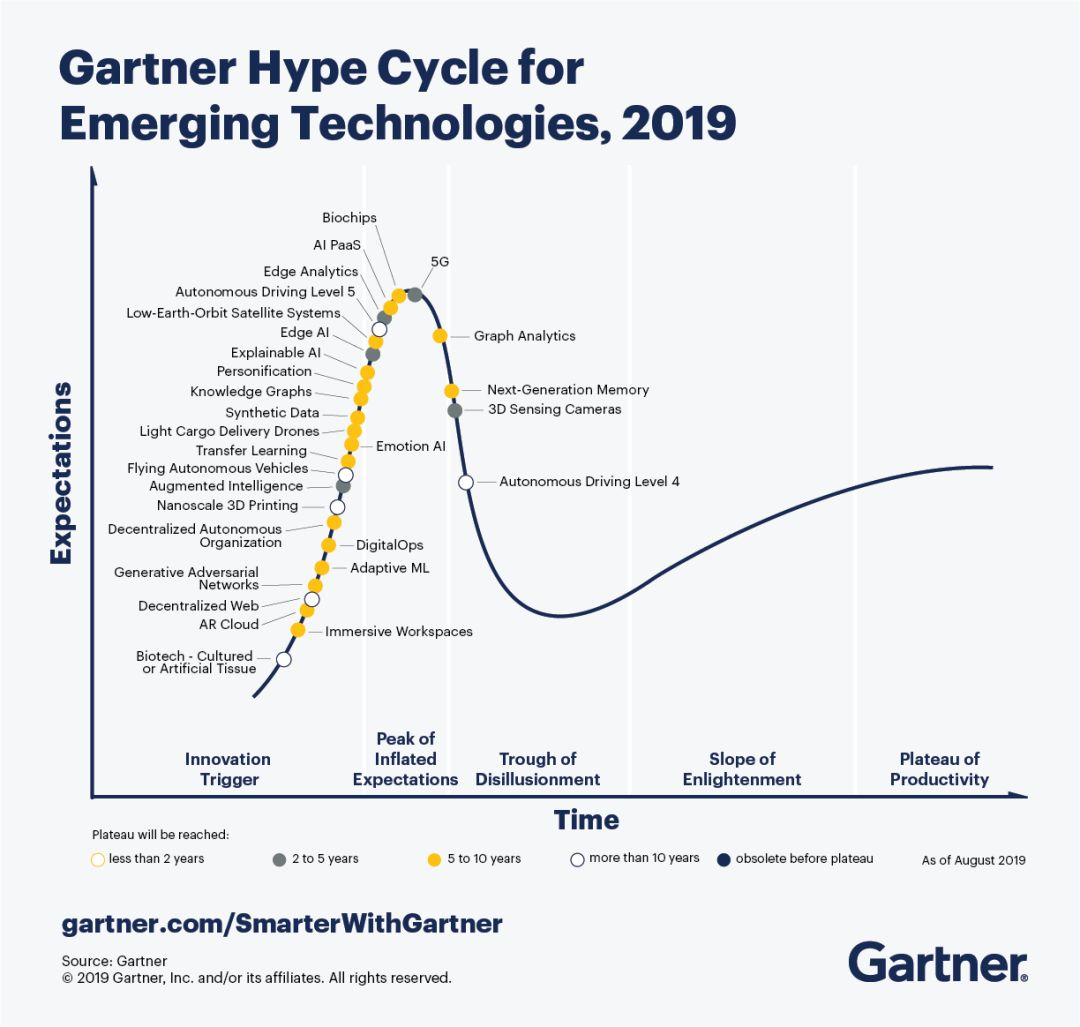 Gartner Hype Cycle for
Emerging Technologies, 2019
Expectations
Biochips
AI PaaS
5G
Edge Analytics
Autonomous Driving Level 5
Low-Earth-Orbit Satellite Systems
Edge AI
Graph Analytics
Explainable AI
Personification
Knowledge Graphs
Next-Generation Memory
Synthetic Data
3D Sensing Cameras
Light Cargo Delivery Drones
Emotion AI
Transfer Learning
Flying Autonomous Vehicles
Augmented Intelligence
Autonomous Driving Level 4
Nanoscale 3D Printing
Decentralized Autonomous
Organization
DigitalOps
Adaptive ML
Generative Adversarial
Networks
Decentralized Web
AR Cloud
Immersive Workspaces
Biotech - Cultured
or Artificial Tissue
Innovation
Trigger
Peak of
Inflated
Expectations
Trough of
Disillusionment
Slope of
Enlightenment
Plateau of
Productivity
Time
Plateau will be reached:
less than 2 years
2 to 5 years
5 to 10 years
more than 10 years
obsolete before plateau
As of August 2019
gartner.com/SmarterWithGartner
Source: Gartner
© 2019 Gartner, Inc. and/or its affiliates. All rights reserved.
Gartner®